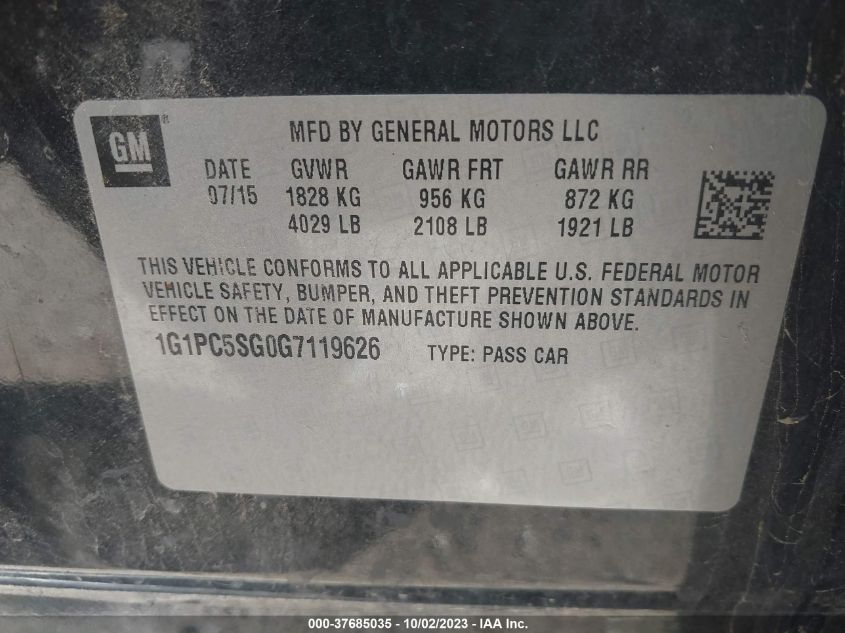 GM ®
MFD BY GENERAL MOTORS LLC
DATE GVWR GAWR FRT GAWR RR
07/15 1828 KG 956 KG 872 KG
4029 LB 2108 LB 1921 LB
THIS VEHICLE CONFORMS TO ALL APPLICABLE U.S. FEDERAL MOTOR
VEHICLE SAFETY, BUMPER, AND THEFT PREVENTION STANDARDS IN
EFFECT ON THE DATE OF MANUFACTURE SHOWN ABOVE.
1G1PC5SG0G7119626 TYPE: PASS CAR
000-37685035 - 10/02/2023 - IAA Inc.